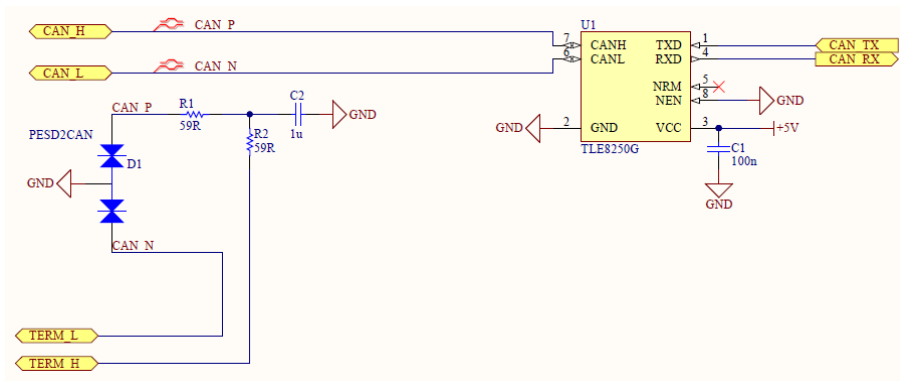 U1
CAN_H
CAN_P
CAN_L
CAN_N
7
CANH
TXD
1
CAN_TX
6
CANL
RXD
4
CAN_RX
NRM
5
NEN
8
GND
GND
2
GND
VCC
3
+5V
TLE8250G
C1
100n
GND
CAN_P
R1
59R
C2
1u
GND
R2
59R
PESD2CAN
D1
GND
CAN_N
TERM_L
TERM_H